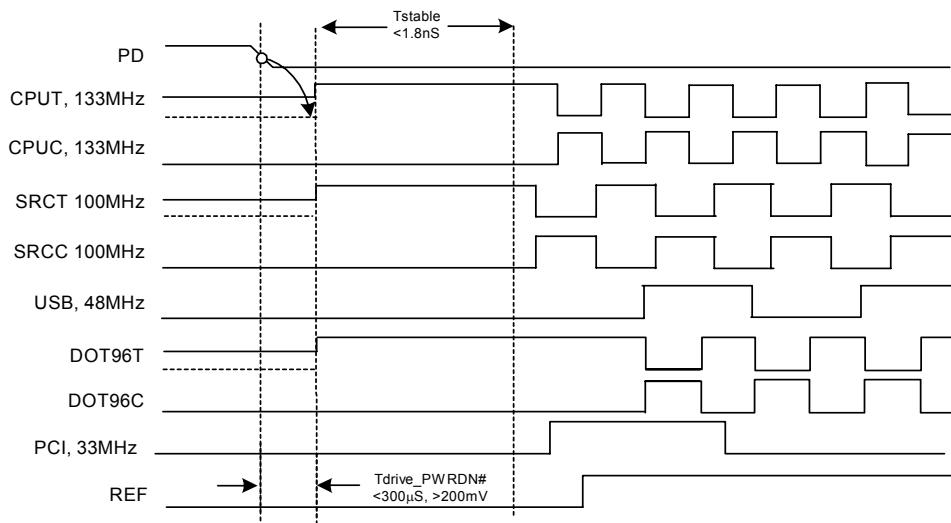 Tstable
<1.8nS
PD
CPUT, 133MHz
CPUC, 133MHz
SRCT 100MHz
SRCC 100MHz
USB, 48MHz
DOT96T
DOT96C
PCI, 33MHz
Tdrive_PWRDN#
<300µS, >200mV
REF